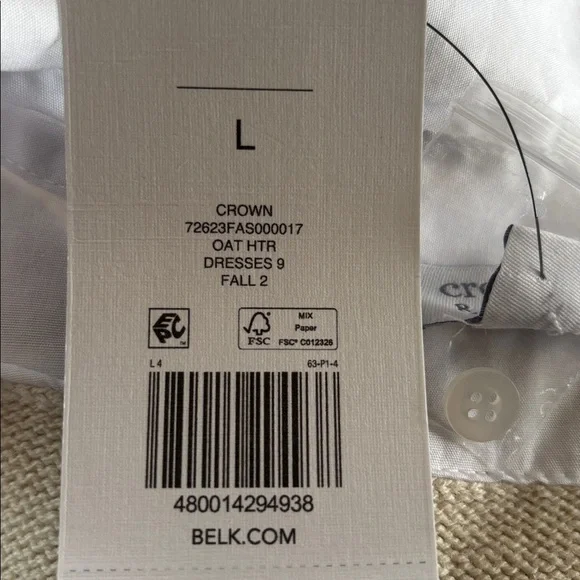 L
CROWN
72623FAS000017
OAT HTR
DRESSES 9
FALL 2
EPC™
FSC
MIX
Paper
FSC® C012326
L 4
63-P1-4
480014294938
BELK.COM